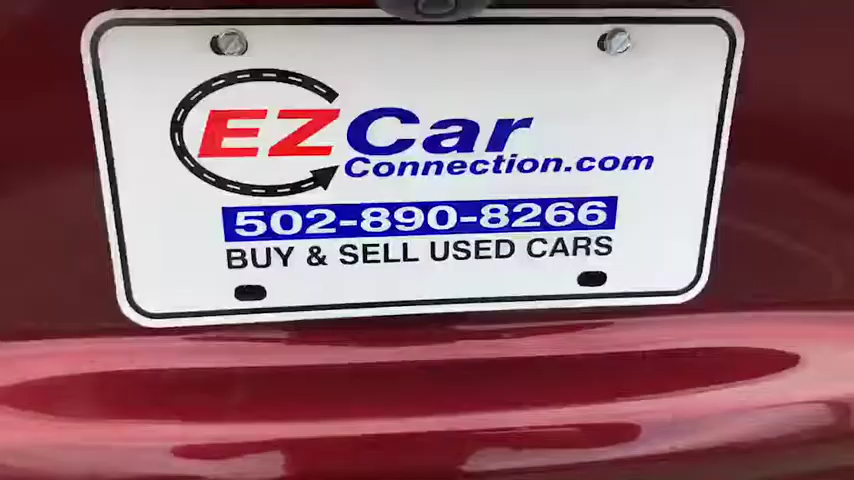 EZCar
Connection.com
502-890-8266
BUY & SELL USED CARS